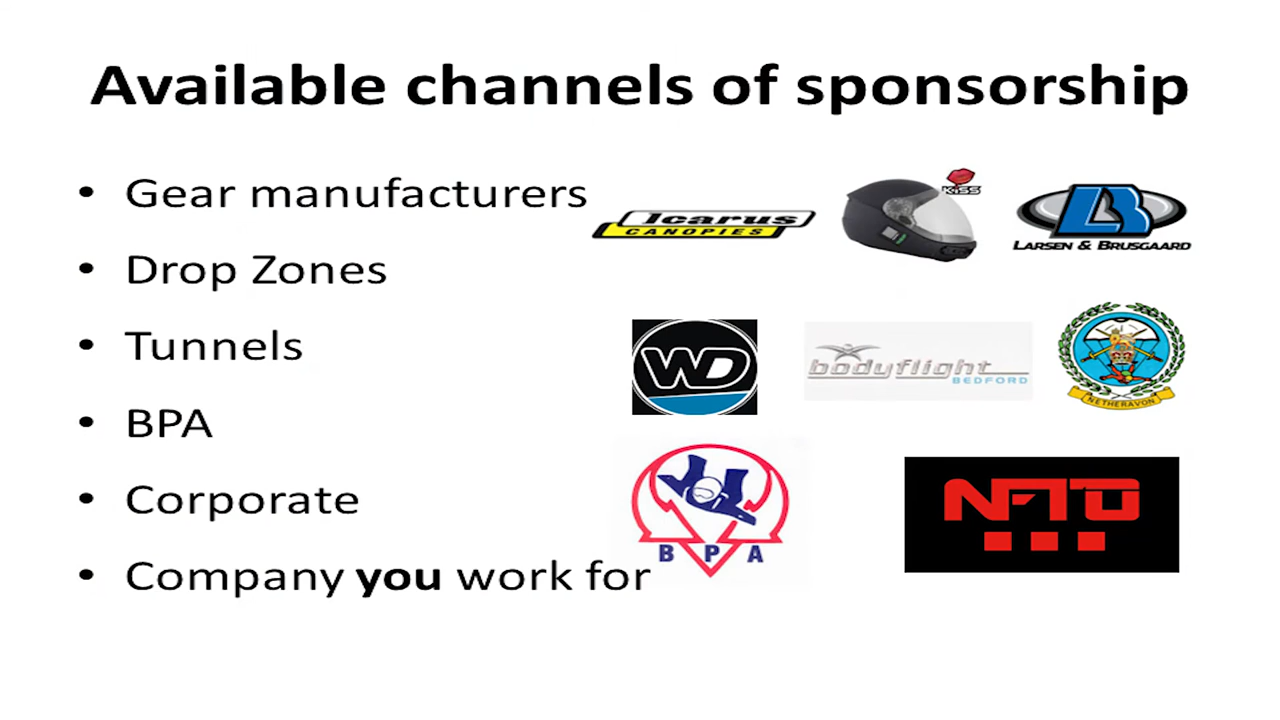 Available channels of sponsorship
• Gear manufacturers
• Drop Zones
• Tunnels
• BPA
• Corporate
• Company you work for
Icarus
CANOPIES
KiSS
LB
LARSEN & BRUSGAARD
WD
bodyflight
BEDFORD
NETHERAVON
BPA
NFTO